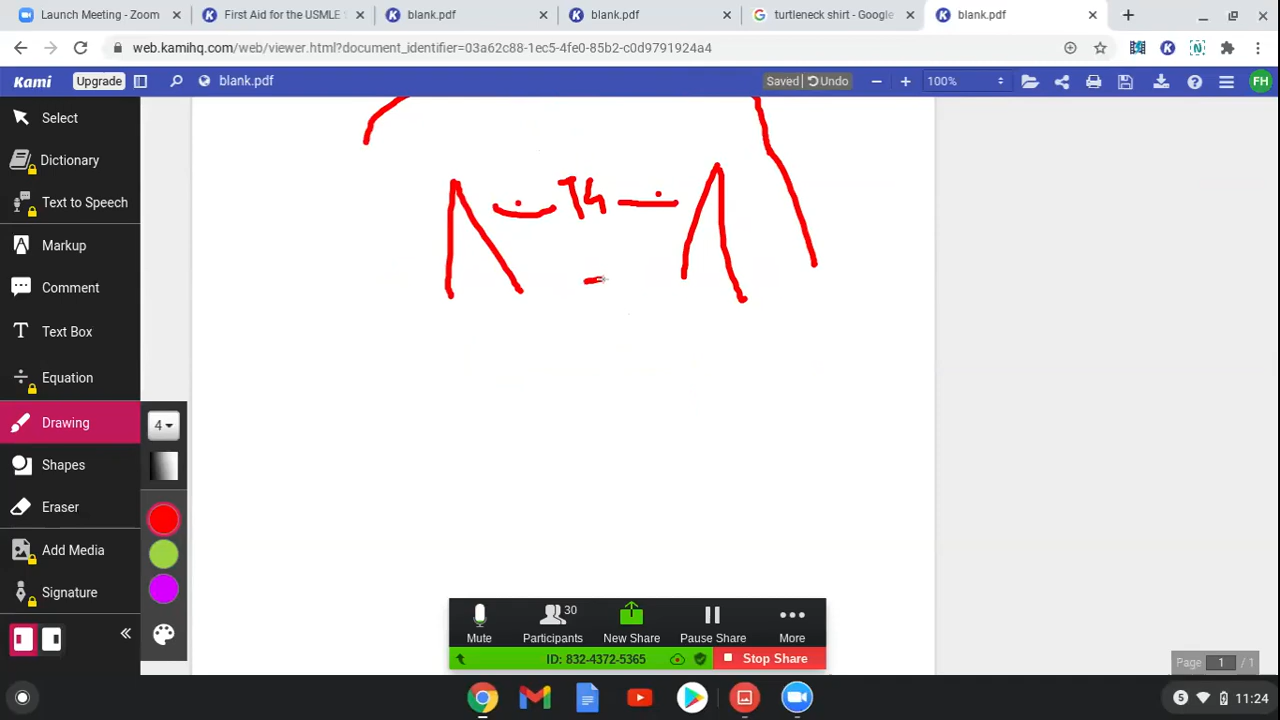 Launch Meeting - Zoom
First Aid for the USMLE
blank.pdf
blank.pdf
turtleneck shirt - Google
blank.pdf
web.kamihq.com/web/viewer.html?document_identifier=03a62c88-1ec5-4fe0-85b2-c0d9791924a4
Kami Upgrade blank.pdf Saved Undo 100% FH
Select
Dictionary
Text to Speech
Markup
Comment
Text Box
Equation
Drawing
4
Shapes
Eraser
Add Media
Signature
30
Mute Participants New Share Pause Share More
ID: 832-4372-5365 Stop Share
Page 1 / 1
5 11:24